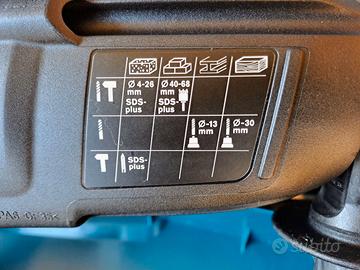 Ø 4-26 Ø 40-68
mm mm
SDS- SDS-
plus plus
Ø-13 Ø-30
mm mm
SDS-
plus
subito